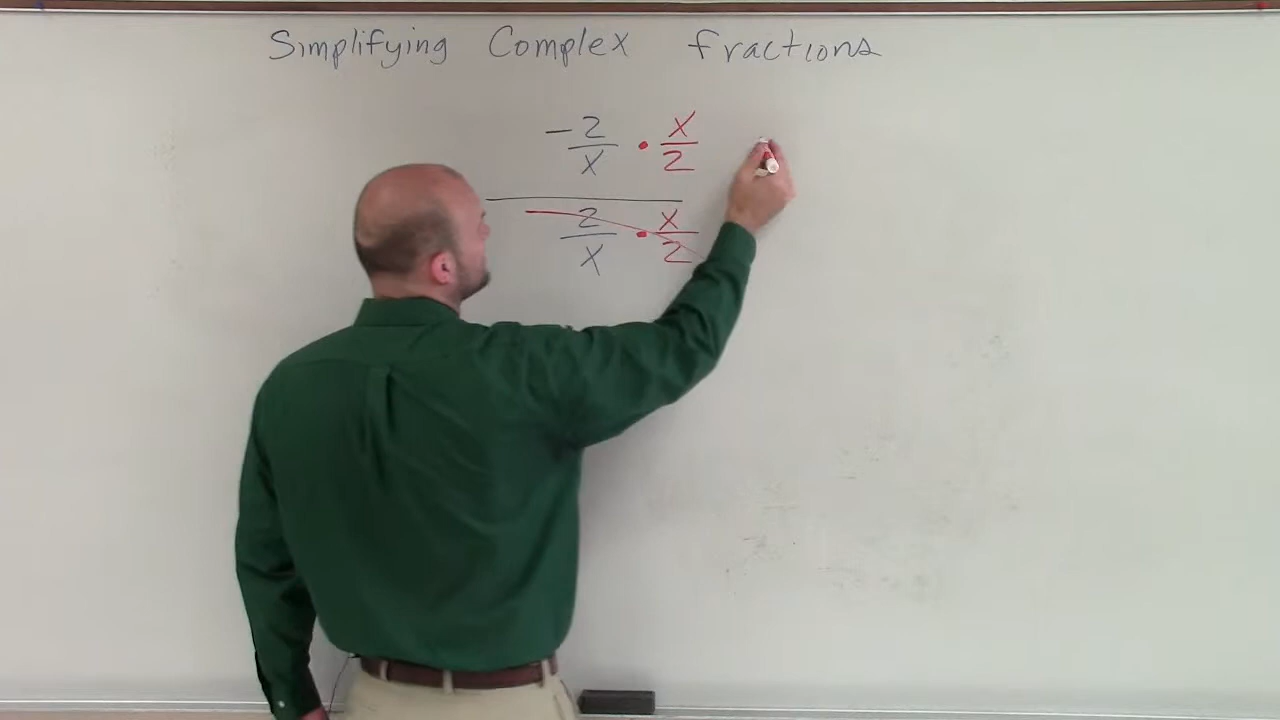 Simplifying Complex fractions
-2/x · x/2
2/x · x/2